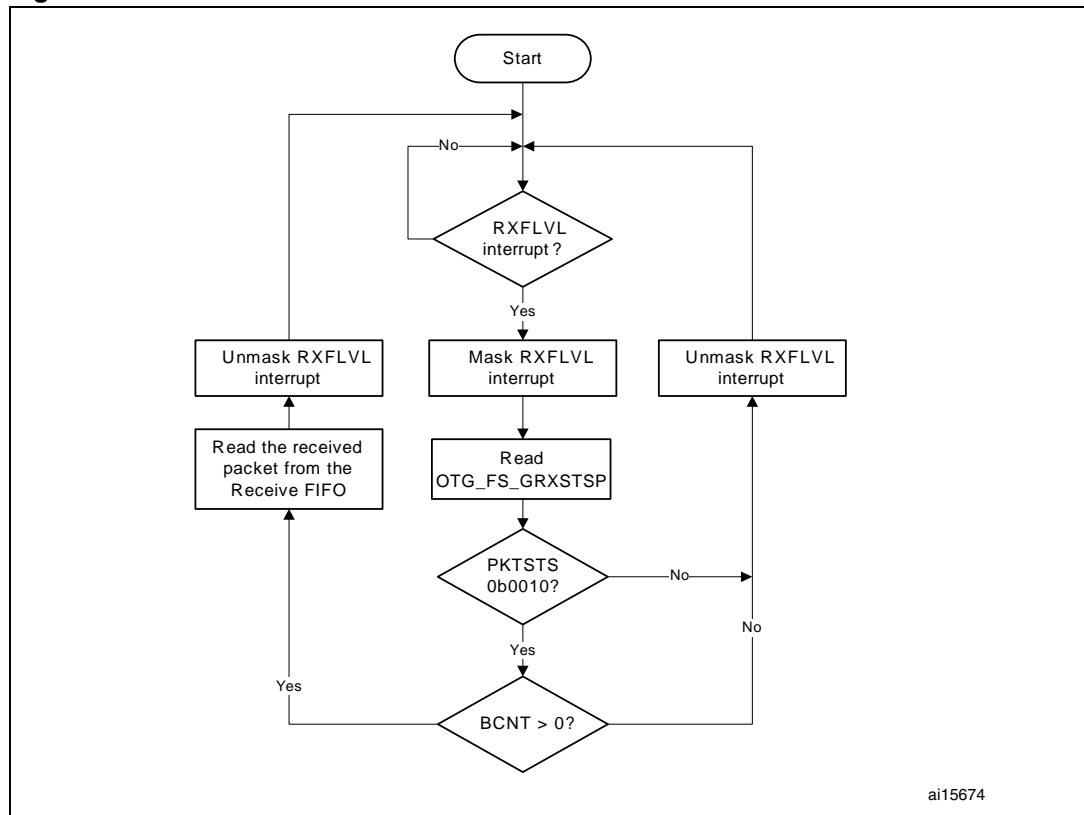 Start
No
RXFLVL
interrupt ?
Yes
Unmask RXFLVL
interrupt
Mask RXFLVL
interrupt
Unmask RXFLVL
interrupt
Read the received
packet from the
Receive FIFO
Read
OTG_FS_GRXSTSP
PKTSTS
0b0010?
No
No
Yes
Yes
BCNT > 0?
ai15674